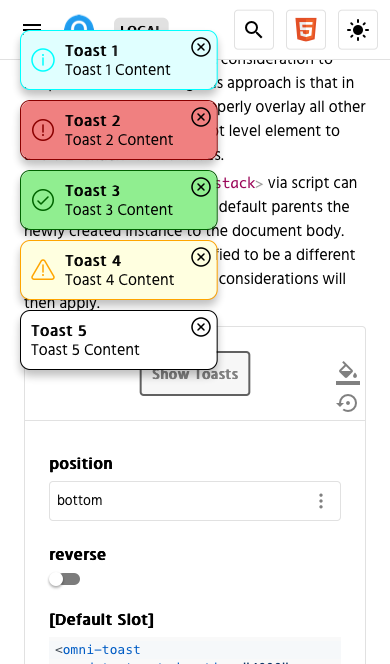 LOCAL
Toast 1
Toast 1 Content
Toast 2
Toast 2 Content
Toast 3
Toast 3 Content
Toast 4
Toast 4 Content
Toast 5
Toast 5 Content
consideration to
s approach is that in
perly overlay all other
t level element to
s.
stack> via script can
default parents the
newly created instance to the document body.
fied to be a different
considerations will
then apply.
Show Toasts
position
bottom
reverse
[Default Slot]
<omni-toast